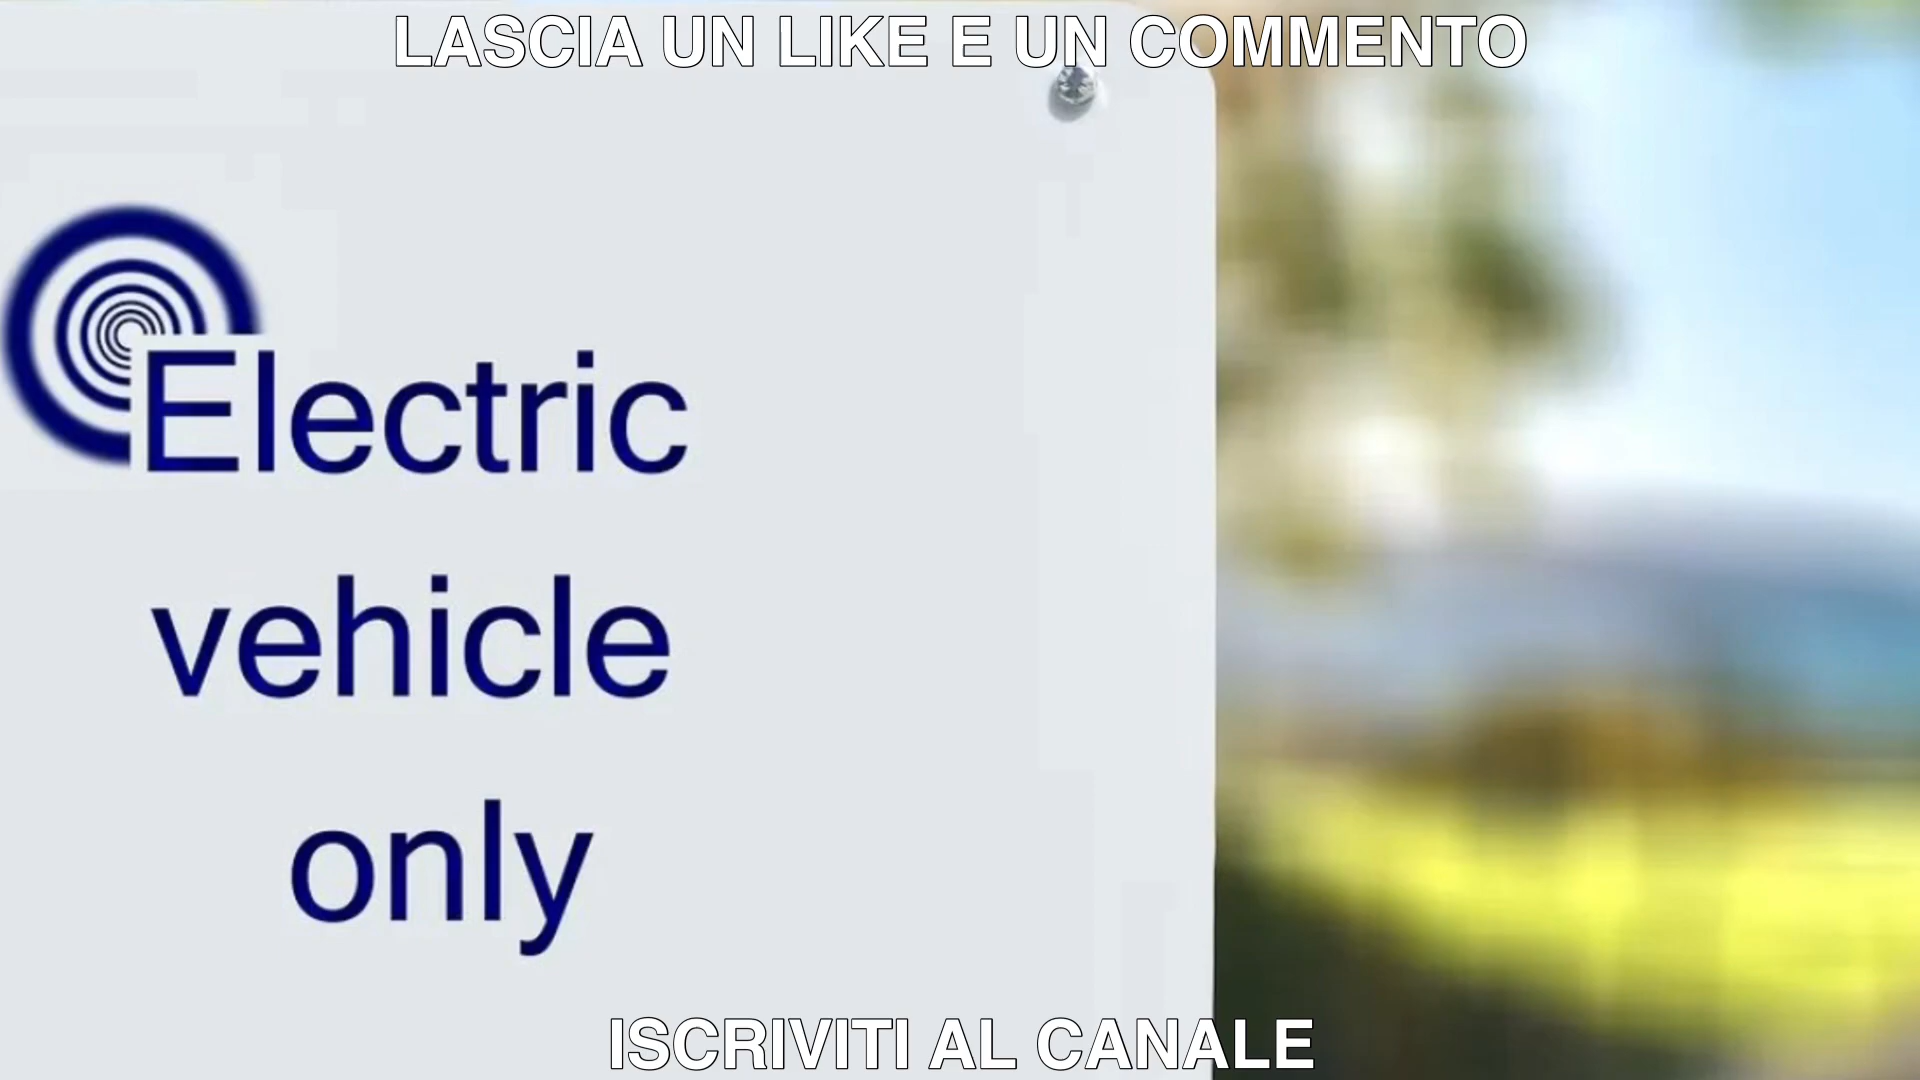 LASCIA UN LIKE E UN COMMENTO
Electric
vehicle
only
ISCRIVITI AL CANALE